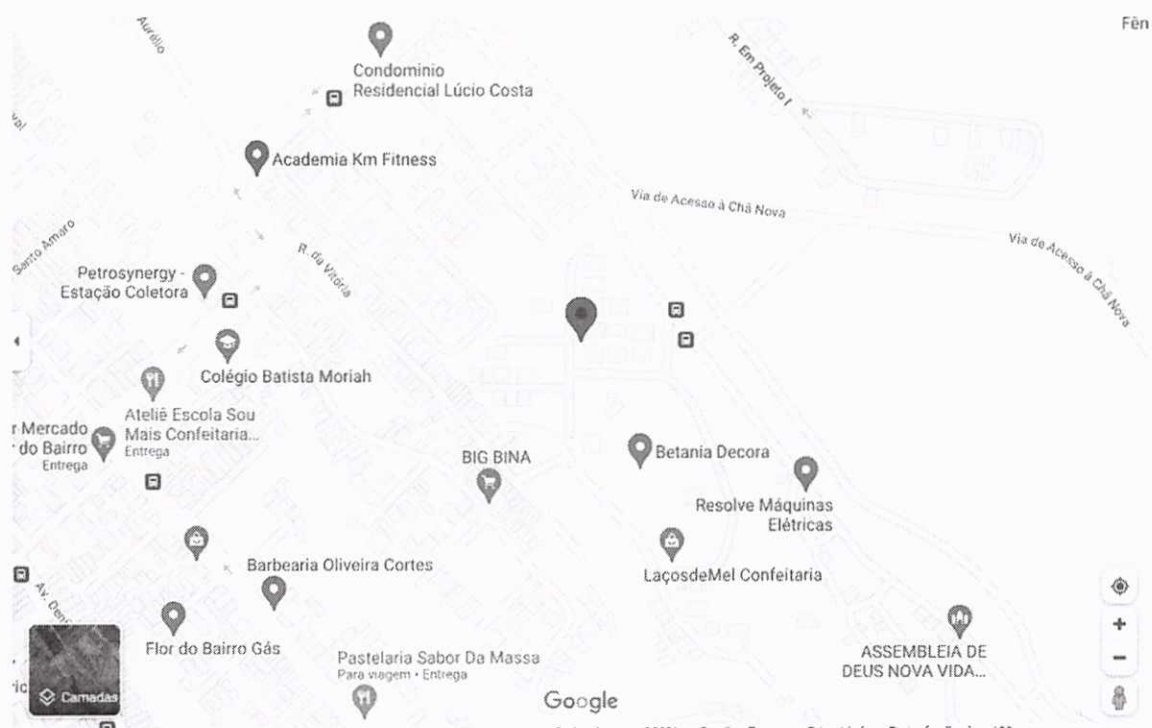 Aurélio
Fên
Condominio
Residencial Lúcio Costa
R. Em Projeto I
Academia Km Fitness
Via de Acesso à Chã Nova
Via de Acesso à Chã Nova
Santo Amaro
R. da Vitória
Petrosynergy -
Estação Coletora
Colégio Batista Moriah
Ateliê Escola Sou
Mais Confeitaria...
Entrega
r Mercado
do Bairro
Entrega
BIG BINA
Betania Decora
Resolve Máquinas
Elétricas
LaçosdeMel Confeitaria
Barbearia Oliveira Cortes
Flor do Bairro Gás
Pastelaria Sabor Da Massa
Para viagem • Entrega
ASSEMBLEIA DE
DEUS NOVA VIDA...
Camadas
Google